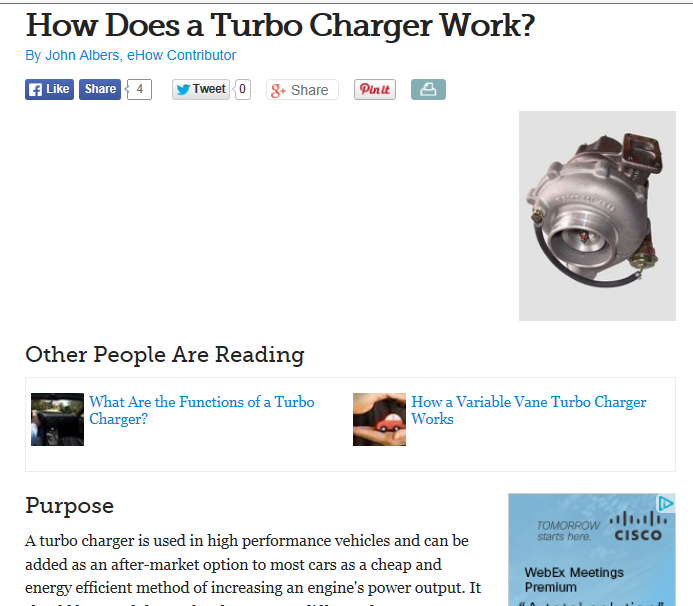 How Does a Turbo Charger Work?
By John Albers, eHow Contributor
Like Share 4 Tweet 0 Share Pin it
Other People Are Reading
What Are the Functions of a Turbo
Charger?
How a Variable Vane Turbo Charger
Works
Purpose
A turbo charger is used in high performance vehicles and can be
added as an after-market option to most cars as a cheap and
energy efficient method of increasing an engine's power output. It
TOMORROW
starts here.
CISCO
WebEx Meetings
Premium